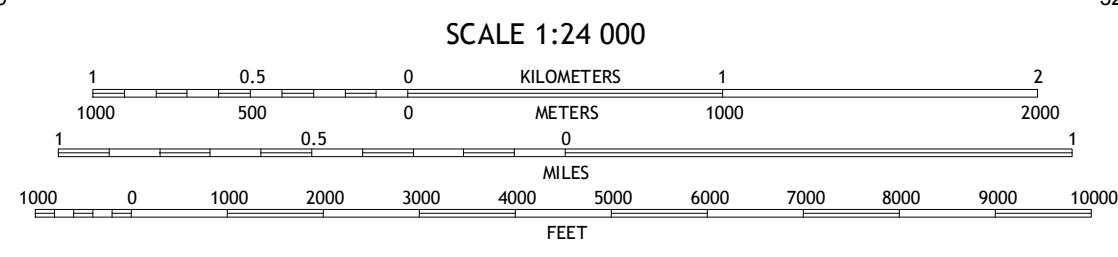 SCALE 1:24 000
1 0.5 0 KILOMETERS 1 2
1000 500 0 METERS 1000 2000
1 0.5 0 1
MILES
1000 0 1000 2000 3000 4000 5000 6000 7000 8000 9000 10000
FEET